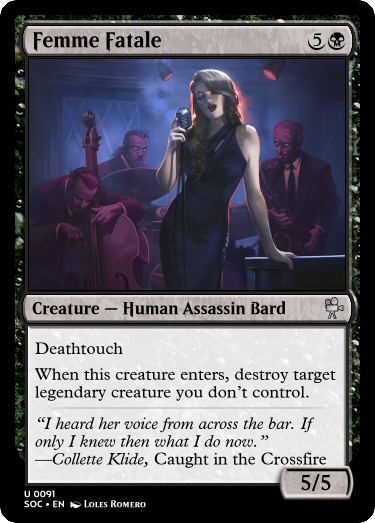 Femme Fatale 5
Creature — Human Assassin Bard
Deathtouch
When this creature enters, destroy target
legendary creature you don't control.
"I heard her voice from across the bar. If
only I knew then what I do now."
—Collette Klide, Caught in the Crossfire
5/5
U 0091
SOC • EN Loles Romero